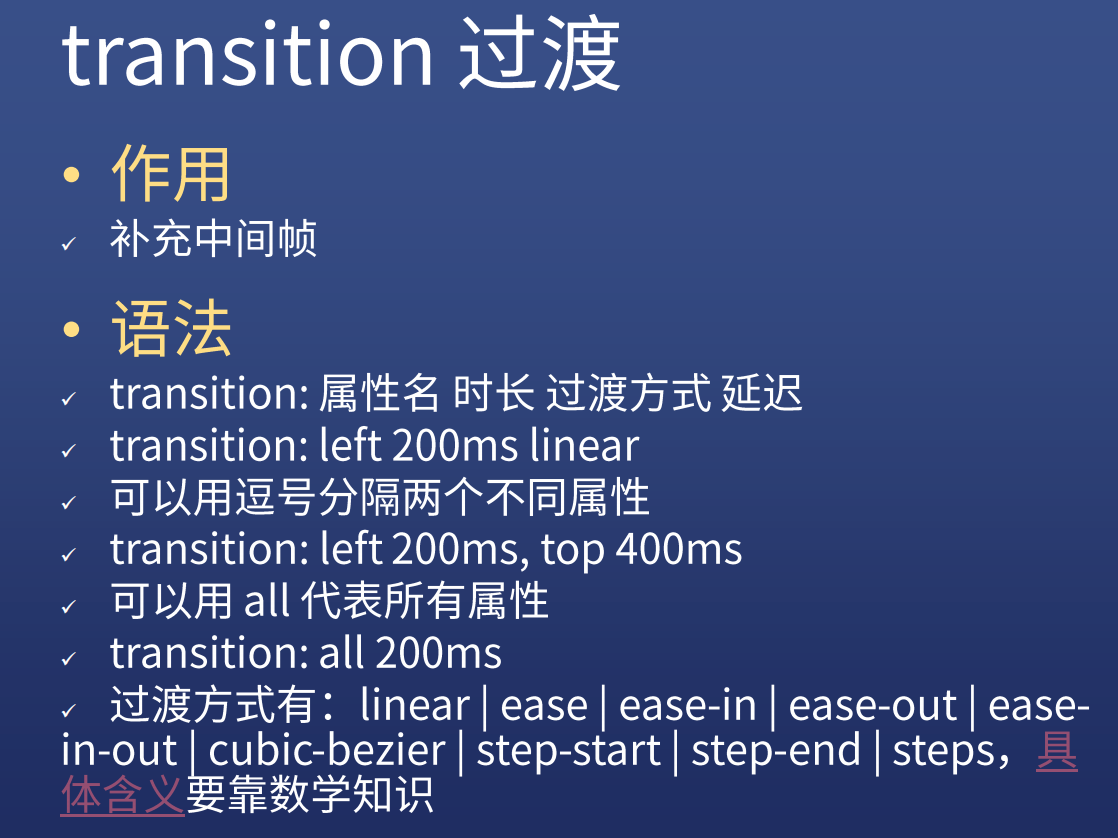 transition 过渡
• 作用
✓ 补充中间帧
• 语法
✓ transition: 属性名 时长 过渡方式 延迟
✓ transition: left 200ms linear
✓ 可以用逗号分隔两个不同属性
✓ transition: left 200ms, top 400ms
✓ 可以用 all 代表所有属性
✓ transition: all 200ms
✓ 过渡方式有：linear | ease | ease-in | ease-out | ease-
in-out | cubic-bezier | step-start | step-end | steps，具
体含义要靠数学知识